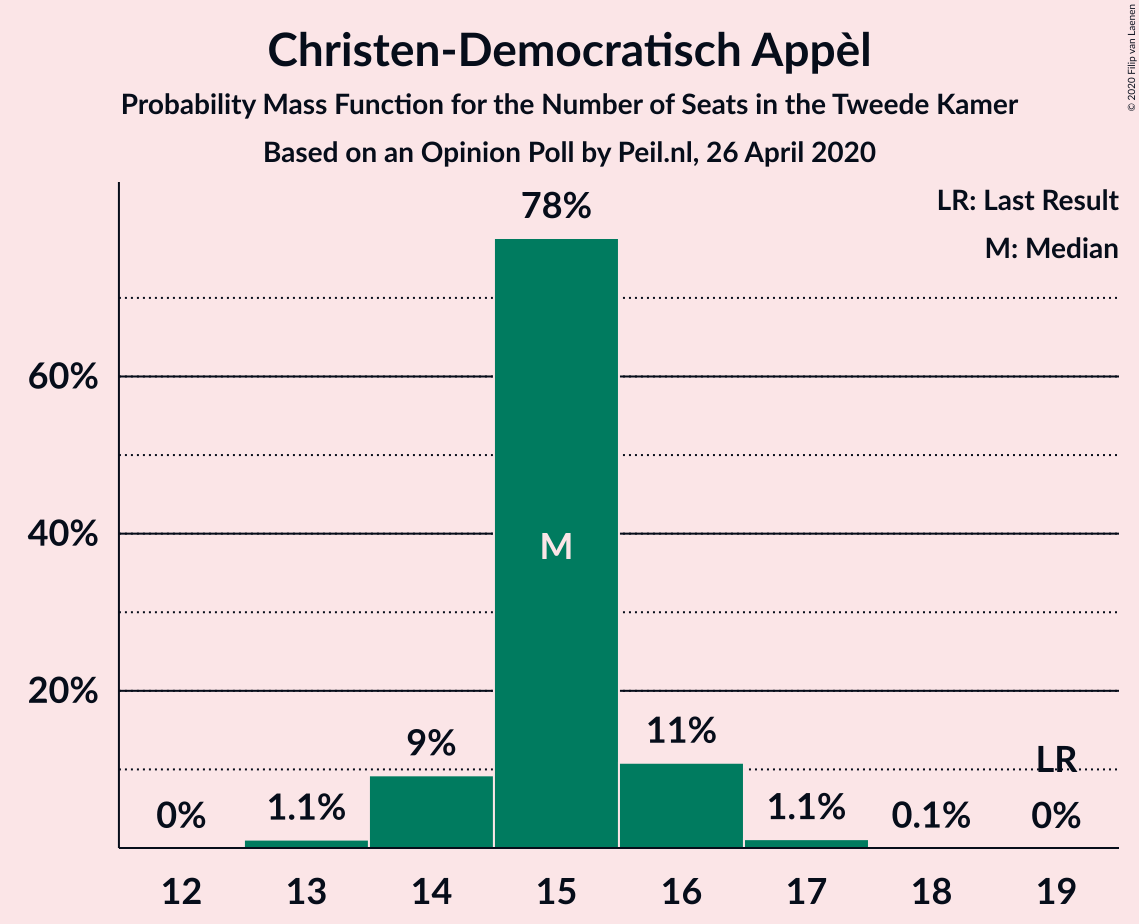 Christen-Democratisch Appèl
Probability Mass Function for the Number of Seats in the Tweede Kamer
Based on an Opinion Poll by Peil.nl, 26 April 2020
© 2020 Filip van Laenen
LR: Last Result
M: Median
78%
60%
40%
20%
M
0%
1.1%
9%
11%
1.1%
0.1%
LR
0%
12 13 14 15 16 17 18 19